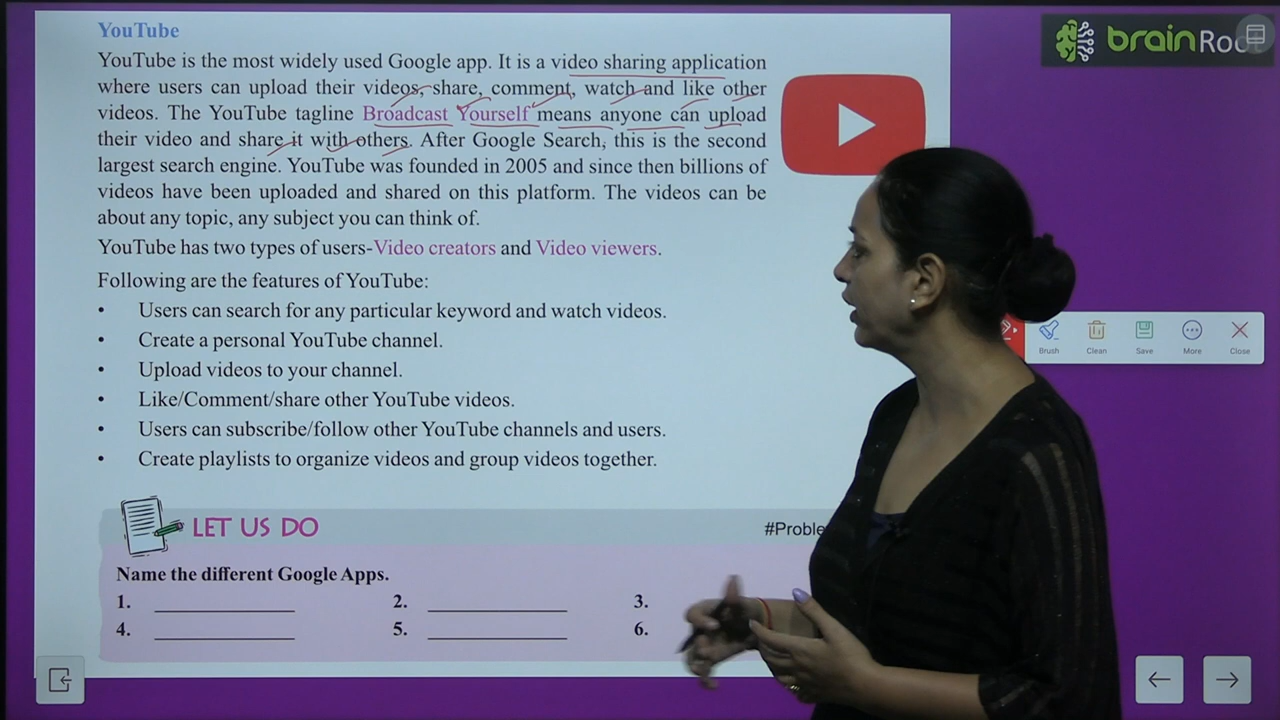 YouTube
YouTube is the most widely used Google app. It is a video sharing application
where users can upload their videos, share, comment, watch and like other
videos. The YouTube tagline Broadcast Yourself means anyone can upload
their video and share it with others. After Google Search, this is the second
largest search engine. YouTube was founded in 2005 and since then billions of
videos have been uploaded and shared on this platform. The videos can be
about any topic, any subject you can think of.
YouTube has two types of users-Video creators and Video viewers.
Following are the features of YouTube:
• Users can search for any particular keyword and watch videos.
• Create a personal YouTube channel.
• Upload videos to your channel.
• Like/Comment/share other YouTube videos.
• Users can subscribe/follow other YouTube channels and users.
• Create playlists to organize videos and group videos together.
LET US DO
#Proble
Name the different Google Apps.
1. 2. 3.
4. 5. 6.
brainRoo
Brush Clean Save More Close